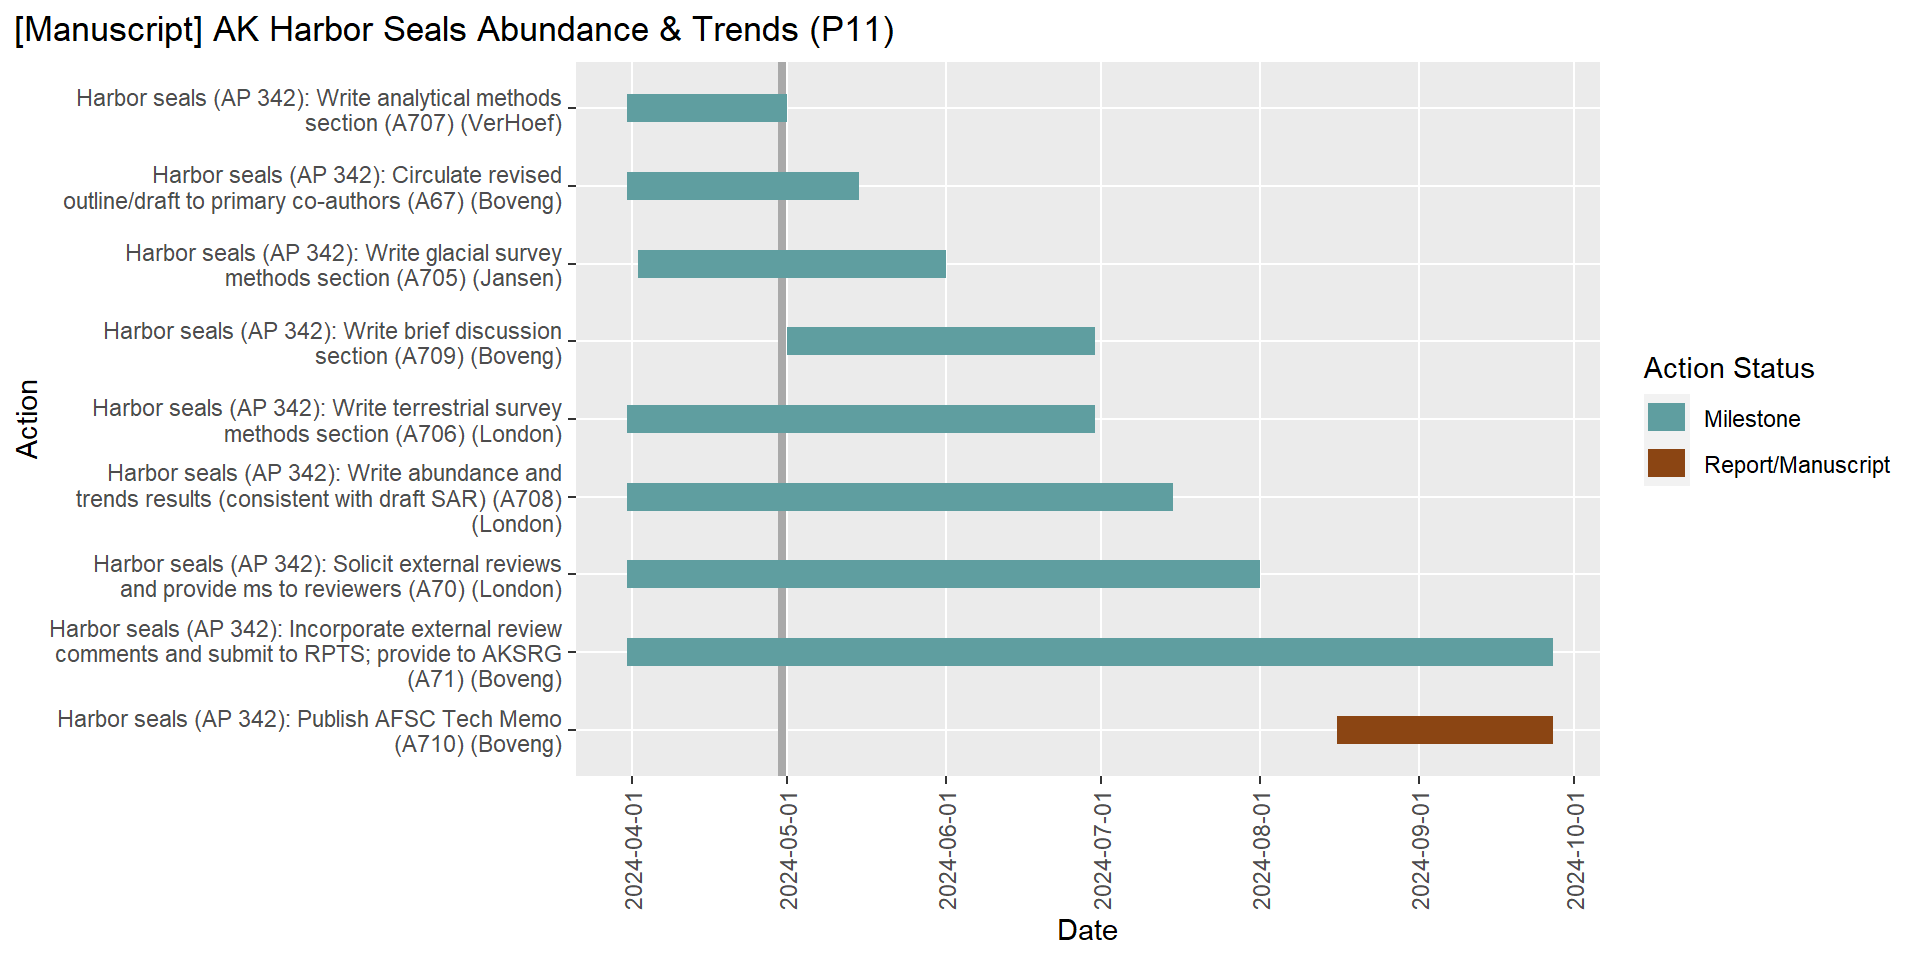 [Manuscript] AK Harbor Seals Abundance & Trends (P11)
Harbor seals (AP 342): Write analytical methods
section (A707) (VerHoef)
Harbor seals (AP 342): Circulate revised
outline/draft to primary co-authors (A67) (Boveng)
Harbor seals (AP 342): Write glacial survey
methods section (A705) (Jansen)
Harbor seals (AP 342): Write brief discussion
section (A709) (Boveng)
Harbor seals (AP 342): Write terrestrial survey
methods section (A706) (London)
Harbor seals (AP 342): Write abundance and
trends results (consistent with draft SAR) (A708)
(London)
Harbor seals (AP 342): Solicit external reviews
and provide ms to reviewers (A70) (London)
Harbor seals (AP 342): Incorporate external review
comments and submit to RPTS; provide to AKSRG
(A71) (Boveng)
Harbor seals (AP 342): Publish AFSC Tech Memo
(A710) (Boveng)
Action
2024-04-01
2024-05-01
2024-06-01
2024-07-01
2024-08-01
2024-09-01
2024-10-01
Date
Action Status
Milestone
Report/Manuscript